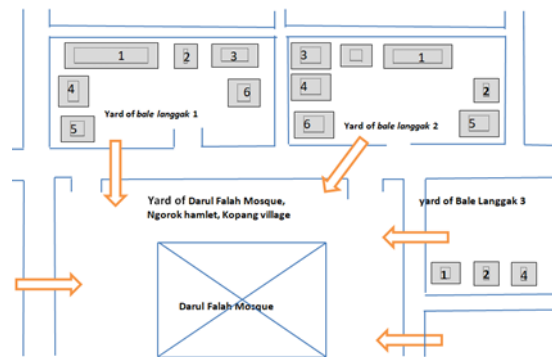 1
2
3
4
6
5
Yard of bale langgak 1
3
1
4
2
6
5
Yard of bale langgak 2
Yard of Darul Falah Mosque,
Ngorok hamlet, Kopang village
yard of Bale Langgak 3
1
2
4
Darul Falah Mosque